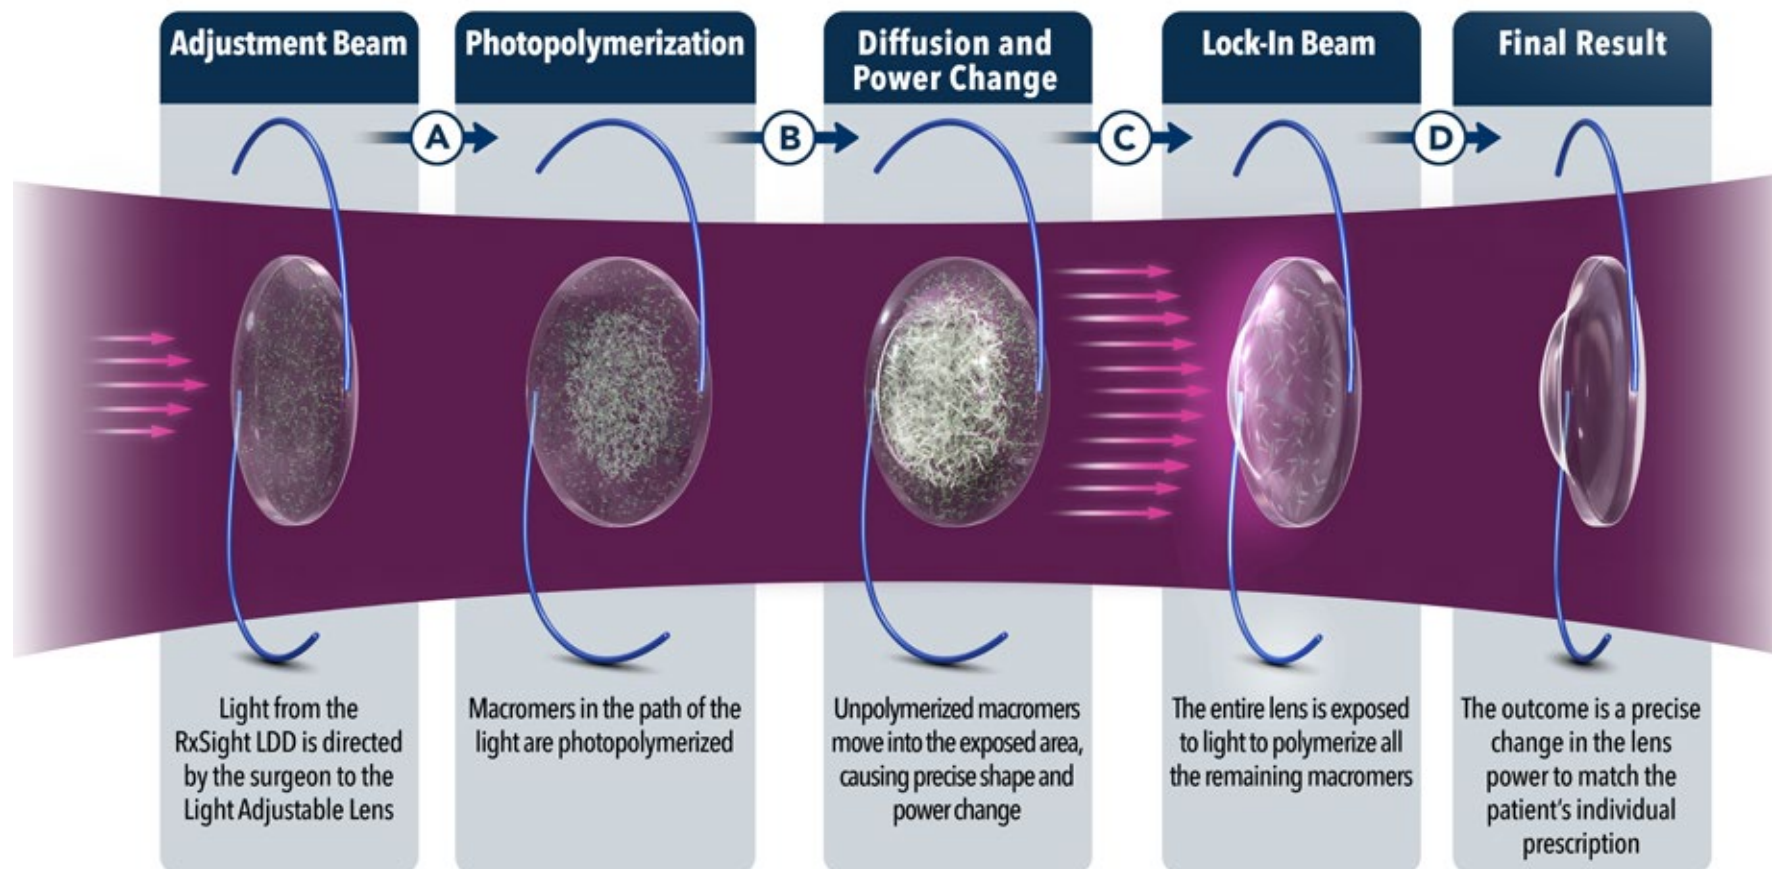 Adjustment Beam
Photopolymerization
Diffusion and
Power Change
Lock-In Beam
Final Result
A
B
C
D
Light from the
RxSight LDD is directed
by the surgeon to the
Light Adjustable Lens
Macromers in the path of the
light are photopolymerized
Unpolymerized macromers
move into the exposed area,
causing precise shape and
power change
The entire lens is exposed
to light to polymerize all
the remaining macromers
The outcome is a precise
change in the lens
power to match the
patient's individual
prescription